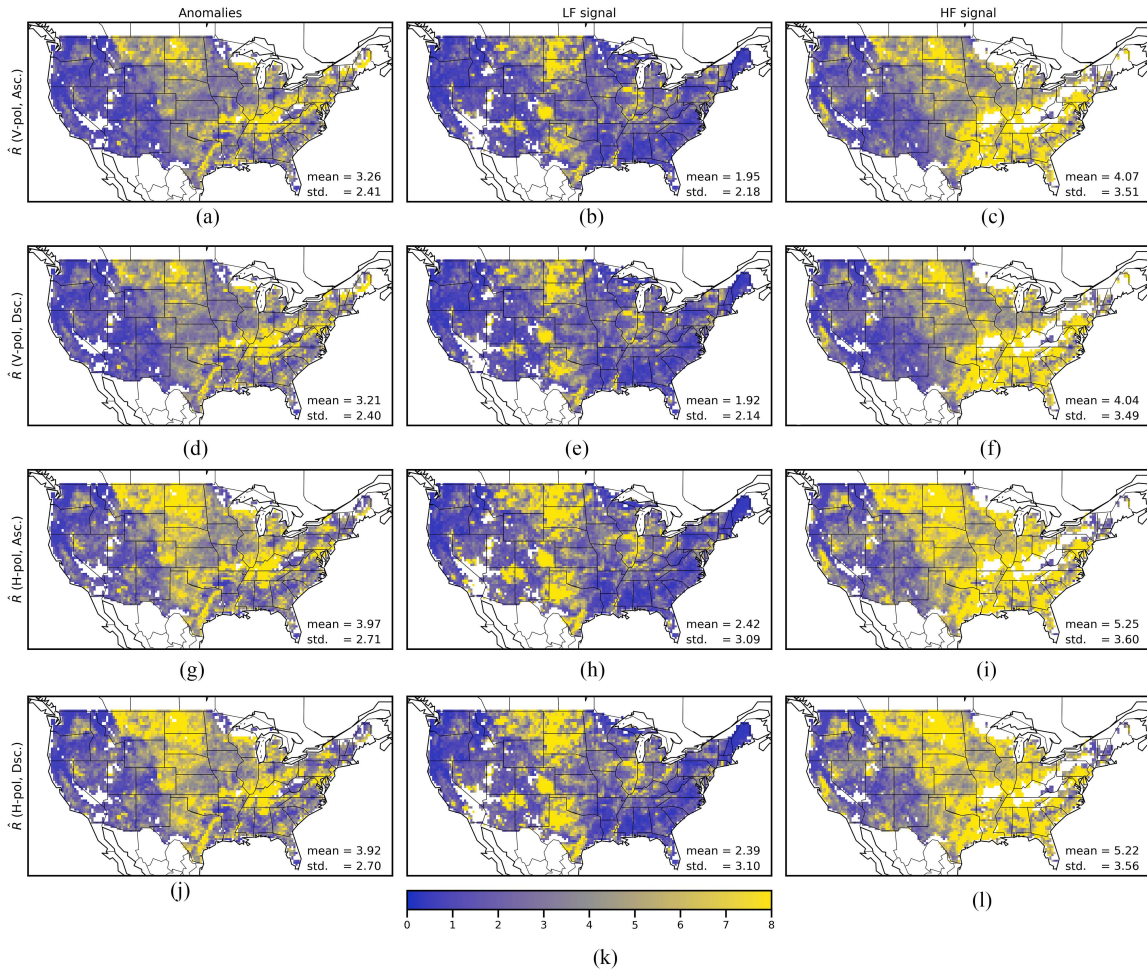 Anomalies LF signal HF signal
R̂ (V-pol, Asc.)
mean = 3.26
std. = 2.41
mean = 1.95
std. = 2.18
mean = 4.07
std. = 3.51
(a) (b) (c)
R̂ (V-pol, Dsc.)
mean = 3.21
std. = 2.40
mean = 1.92
std. = 2.14
mean = 4.04
std. = 3.49
(d) (e) (f)
R̂ (H-pol, Asc.)
mean = 3.97
std. = 2.71
mean = 2.42
std. = 3.09
mean = 5.25
std. = 3.60
(g) (h) (i)
R̂ (H-pol, Dsc.)
mean = 3.92
std. = 2.70
mean = 2.39
std. = 3.10
mean = 5.22
std. = 3.56
(j) (l)
0 1 2 3 4 5 6 7 8
(k)